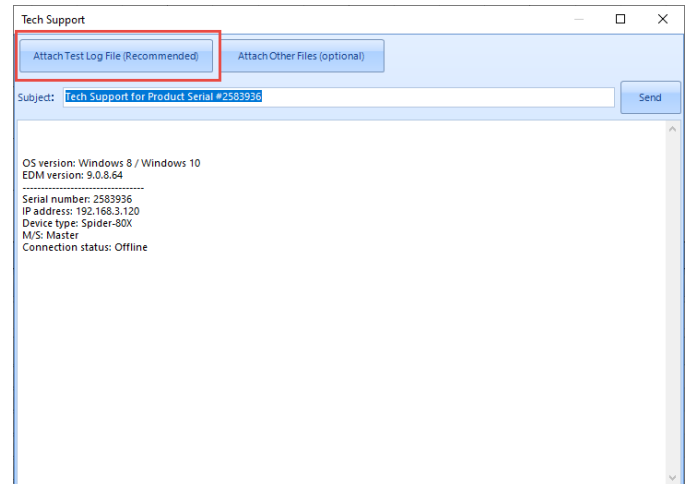 Tech Support
Attach Test Log File (Recommended)
Attach Other Files (optional)
Subject: Tech Support for Product Serial #2583936
Send
OS version: Windows 8 / Windows 10
EDM version: 9.0.8.64
--------------------------------
Serial number: 2583936
IP address: 192.168.3.120
Device type: Spider-80X
M/S: Master
Connection status: Offline